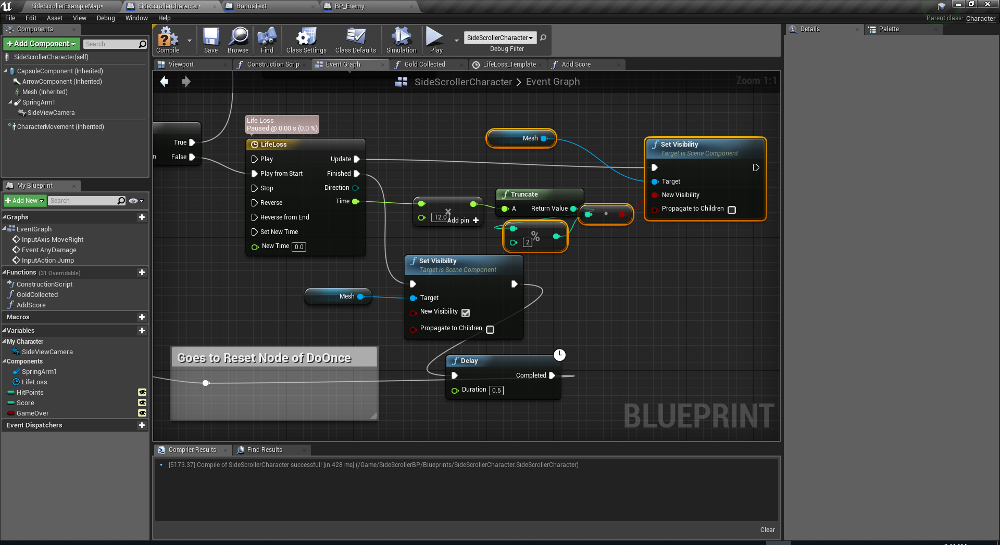 SideScrollerExampleMap*
SideScrollerCharacter*
BonusText
BP_Enemy
File Edit Asset View Debug Window Help
Parent class: Character
Components
+ Add Component
Search
SideScrollerCharacter(self)
CapsuleComponent (Inherited)
ArrowComponent (Inherited)
Mesh (Inherited)
SpringArm1
SideViewCamera
CharacterMovement (Inherited)
Compile
Save
Browse
Find
Class Settings
Class Defaults
Simulation
Play
SideScrollerCharacter
Debug Filter
Details
Palette
Viewport
Construction Scrip
Event Graph
Gold Collected
LifeLoss_Template
Add Score
SideScrollerCharacter > Event Graph
Zoom 1:1
My Blueprint
+ Add New
Search
Graphs
EventGraph
InputAxis MoveRight
Event AnyDamage
InputAction Jump
Functions (31 Overridable)
ConstructionScript
GoldCollected
AddScore
Macros
Variables
My Character
SideViewCamera
Components
SpringArm1
LifeLoss
HitPoints
Score
GameOver
Event Dispatchers
True
n False
Life Loss
Paused @ 0.00 s (0.0 %)
LifeLoss
Play Update
Play from Start Finished
Stop Direction
Reverse Time
Reverse from End
Set New Time
New Time 0.0
Mesh
Set Visibility
Target is Scene Component
Target
New Visibility
Propagate to Children
12.0
Add pin +
Truncate
A Return Value
2 %
Set Visibility
Target is Scene Component
Mesh
Target
New Visibility
Propagate to Children
Goes to Reset Node of DoOnce
Delay
Completed
Duration 0.5
BLUEPRINT
Compiler Results
Find Results
[5173.37] Compile of SideScrollerCharacter successful! [in 428 ms] (/Game/SideScrollerBP/Blueprints/SideScrollerCharacter.SideScrollerCharacter)
Clear